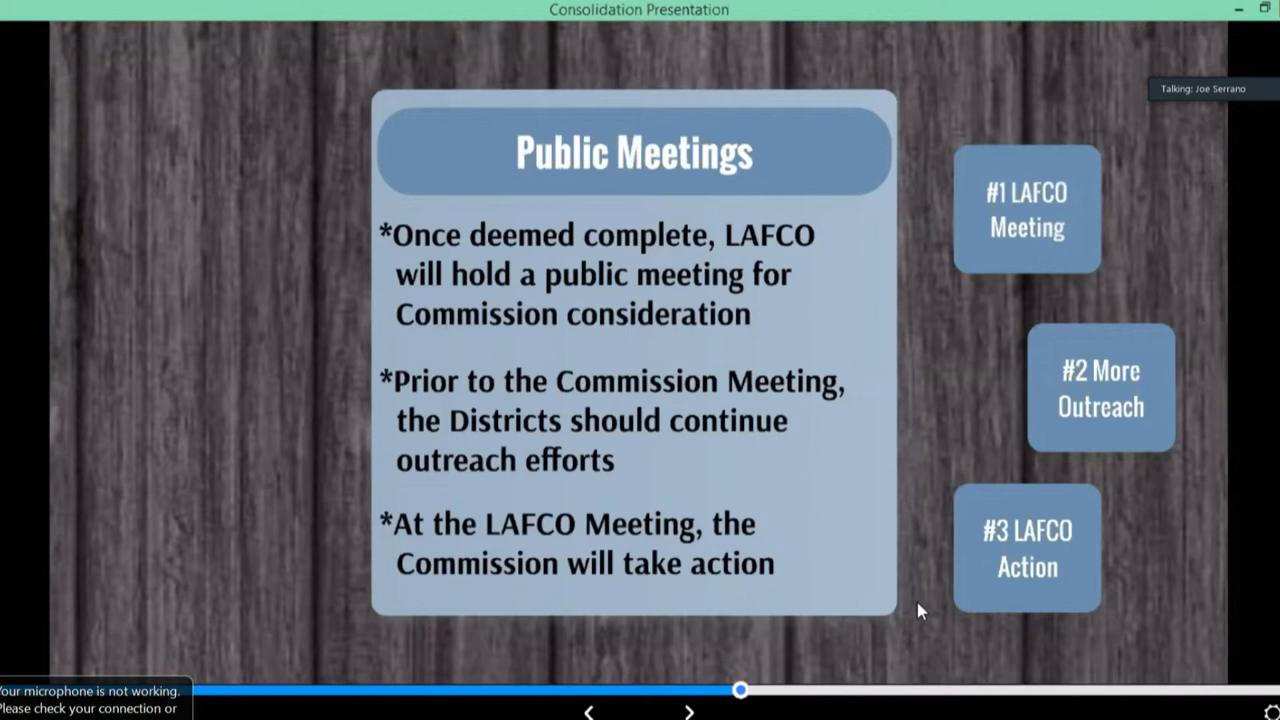 Consolidation Presentation
Talking: Joe Serrano
Public Meetings
*Once deemed complete, LAFCO
will hold a public meeting for
Commission consideration
*Prior to the Commission Meeting,
the Districts should continue
outreach efforts
*At the LAFCO Meeting, the
Commission will take action
#1 LAFCO
Meeting
#2 More
Outreach
#3 LAFCO
Action
Your microphone is not working.
Please check your connection or